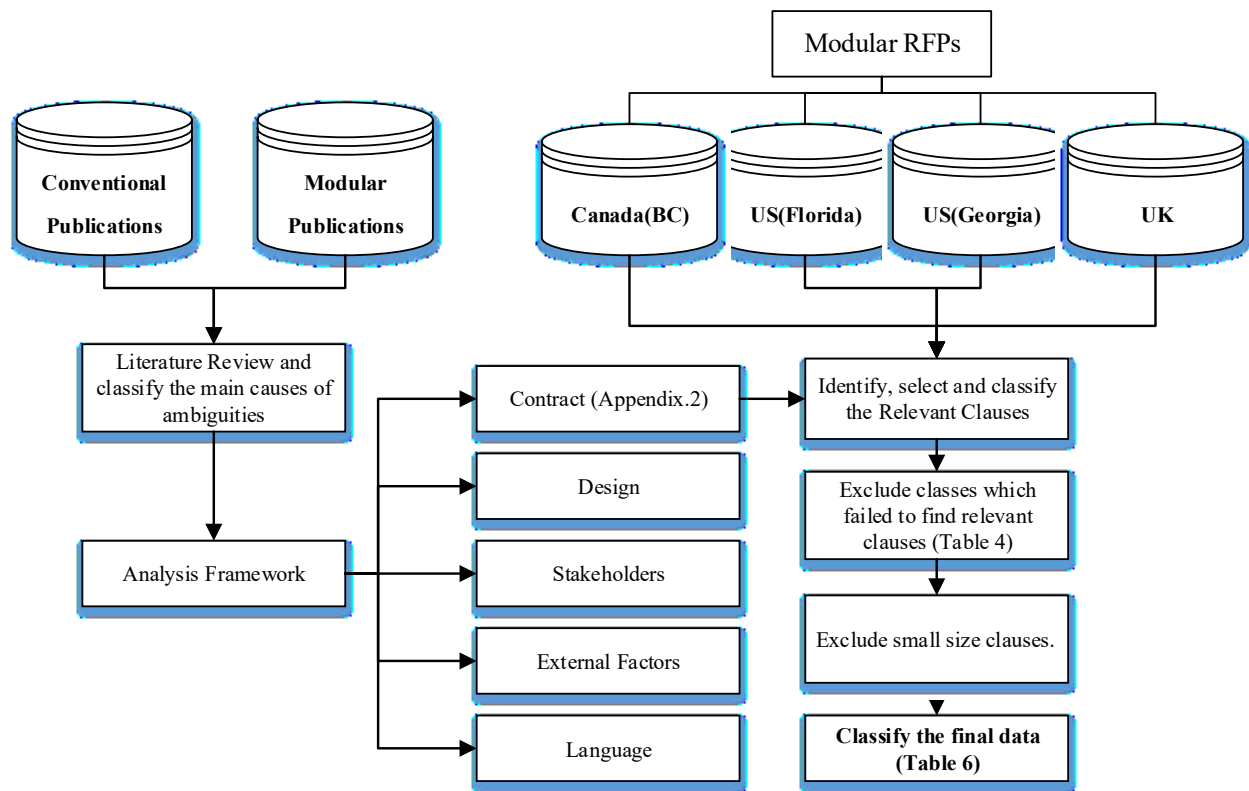 Modular RFPs
Conventional
Publications
Modular
Publications
Canada(BC)
US(Florida)
US(Georgia)
UK
Literature Review and
classify the main causes of
ambiguities
Analysis Framework
Contract (Appendix.2)
Design
Stakeholders
External Factors
Language
Identify, select and classify
the Relevant Clauses
Exclude classes which
failed to find relevant
clauses (Table 4)
Exclude small size clauses.
Classify the final data
(Table 6)